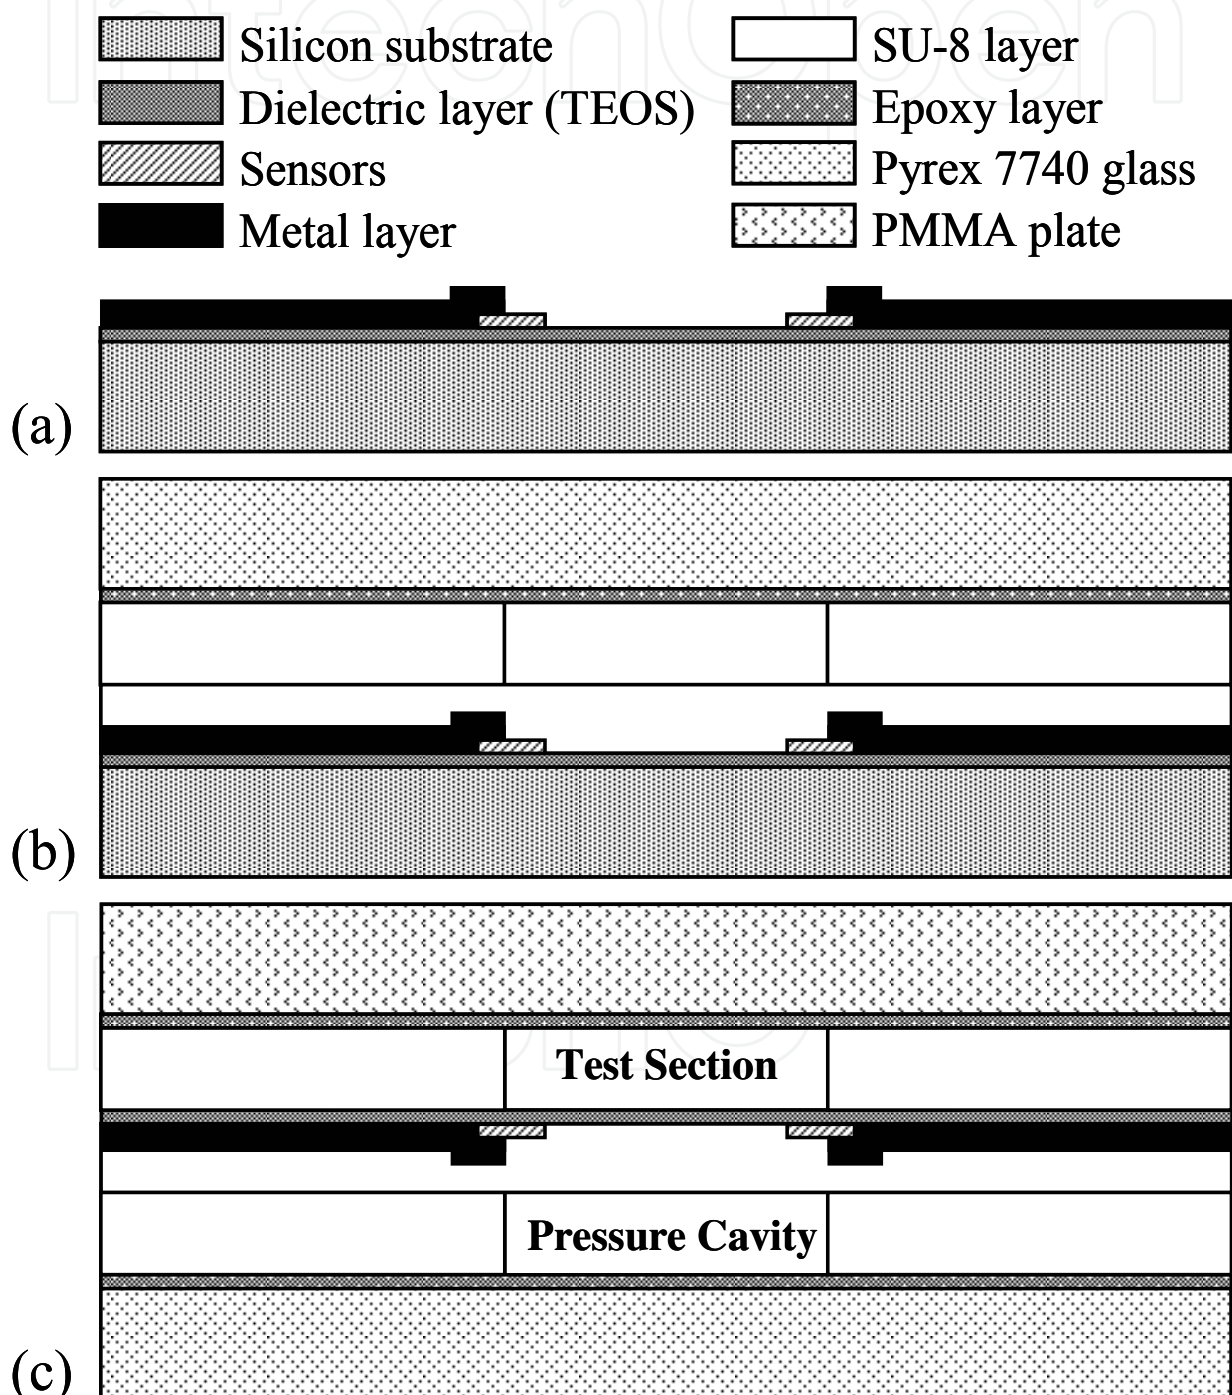 Silicon substrate
SU-8 layer
Dielectric layer (TEOS)
Epoxy layer
Sensors
Pyrex 7740 glass
Metal layer
PMMA plate
(a)
(b)
Test Section
Pressure Cavity
(c)
IntechOpen